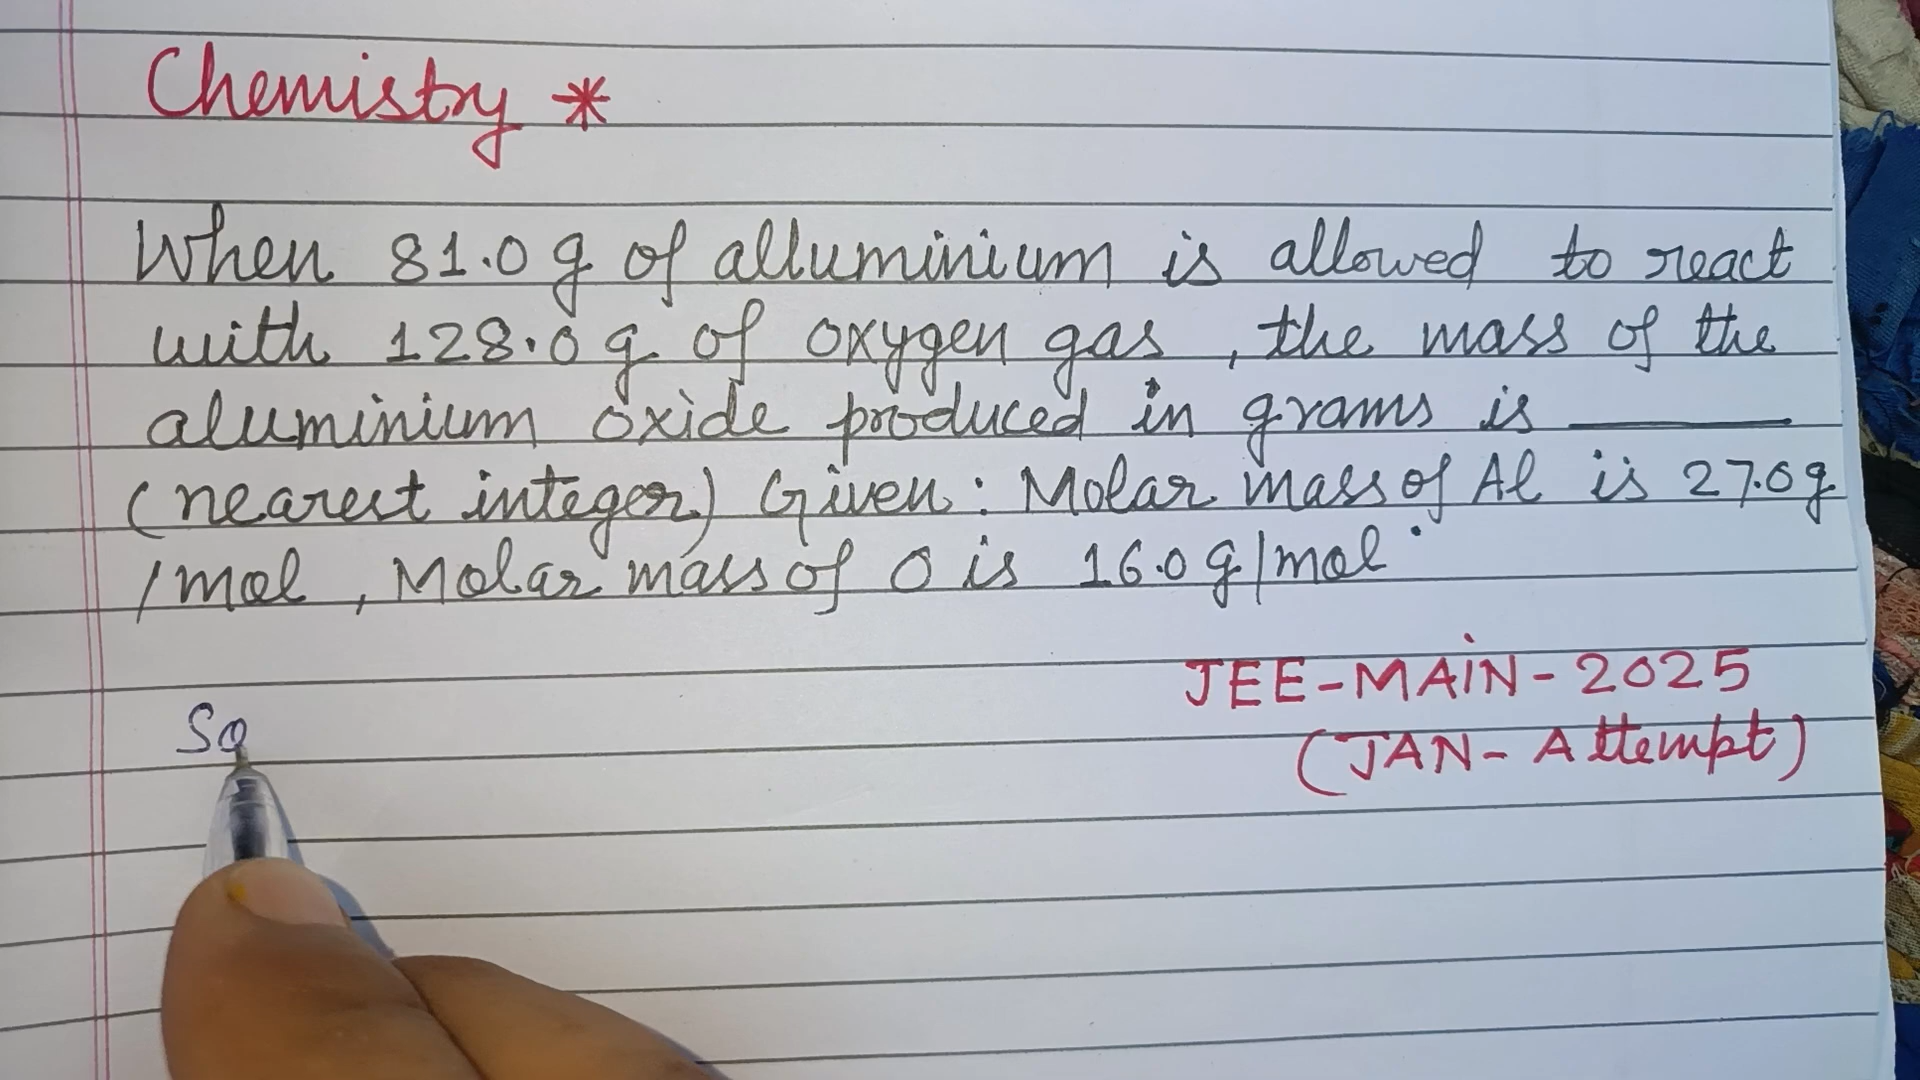 Chemistry *
When 81.0 g of alluminium is allowed to react
with 128.0 g of oxygen gas, the mass of the
aluminium oxide produced in grams is ______
(nearest integer) Given: Molar mass of Al is 27.0 g
/mol, Molar mass of O is 16.0 g/mol.
JEE-MAIN-2025
(JAN-Attempt)
So